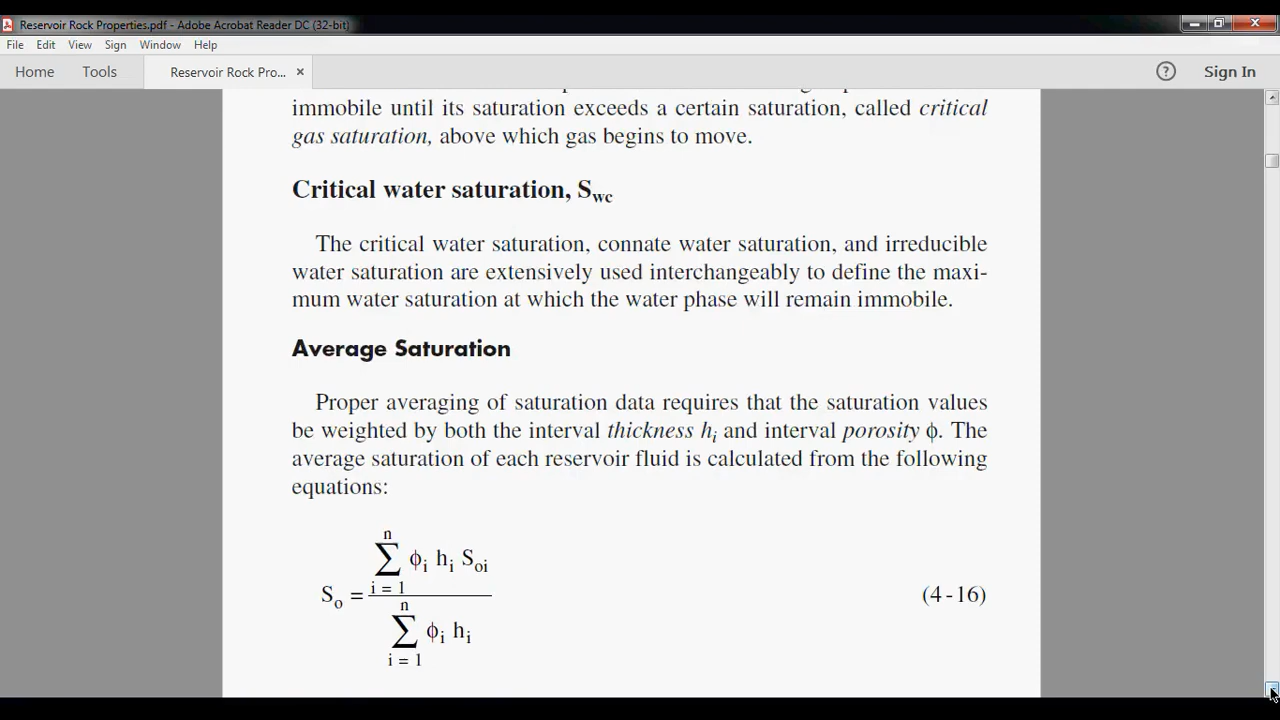 Reservoir Rock Properties.pdf - Adobe Acrobat Reader DC (32-bit)
File Edit View Sign Window Help
Home Tools Reservoir Rock Pro... × ? Sign In
immobile until its saturation exceeds a certain saturation, called critical
gas saturation, above which gas begins to move.
Critical water saturation, Swc
The critical water saturation, connate water saturation, and irreducible
water saturation are extensively used interchangeably to define the maxi-
mum water saturation at which the water phase will remain immobile.
Average Saturation
Proper averaging of saturation data requires that the saturation values
be weighted by both the interval thickness hi and interval porosity ϕ. The
average saturation of each reservoir fluid is calculated from the following
equations:
n
∑ ϕi hi Soi
i = 1
So = (4-16)
n
∑ ϕi hi
i = 1